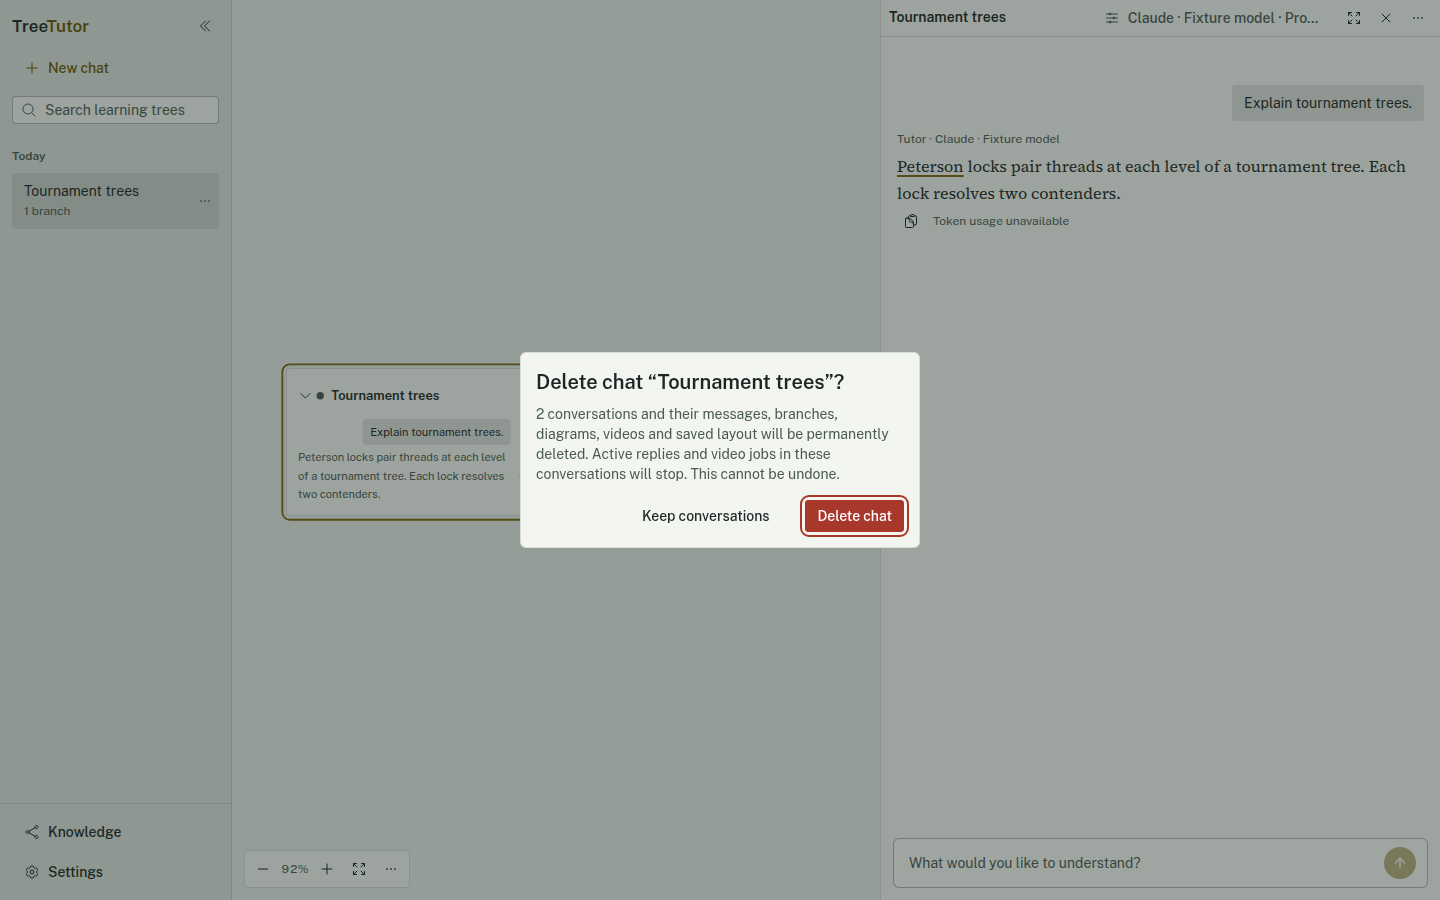 TreeTutor
New chat
Search learning trees
Today
Tournament trees
1 branch
Knowledge
Settings
Tournament trees
Explain tournament trees.
Peterson locks pair threads at each level
of a tournament tree. Each lock resolves
two contenders.
92%
Delete chat “Tournament trees”?
2 conversations and their messages, branches,
diagrams, videos and saved layout will be permanently
deleted. Active replies and video jobs in these
conversations will stop. This cannot be undone.
Keep conversations
Delete chat
Tournament trees
Claude · Fixture model · Pro...
Explain tournament trees.
Tutor · Claude · Fixture model
Peterson locks pair threads at each level of a tournament tree. Each
lock resolves two contenders.
Token usage unavailable
What would you like to understand?